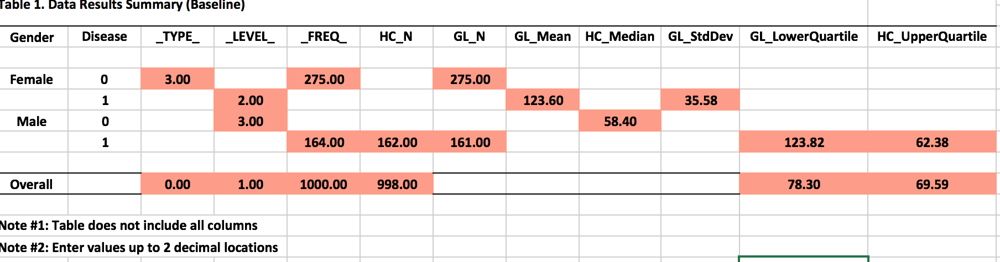 Table 1. Data Results Summary (Baseline)
Gender Disease _TYPE_ _LEVEL_ _FREQ_ HC_N GL_N GL_Mean HC_Median GL_StdDev GL_LowerQuartile HC_UpperQuartile
Female 0 3.00 275.00 275.00
1 2.00 123.60 35.58
Male 0 3.00 58.40
1 164.00 162.00 161.00 123.82 62.38
Overall 0.00 1.00 1000.00 998.00 78.30 69.59
Note #1: Table does not include all columns
Note #2: Enter values up to 2 decimal locations